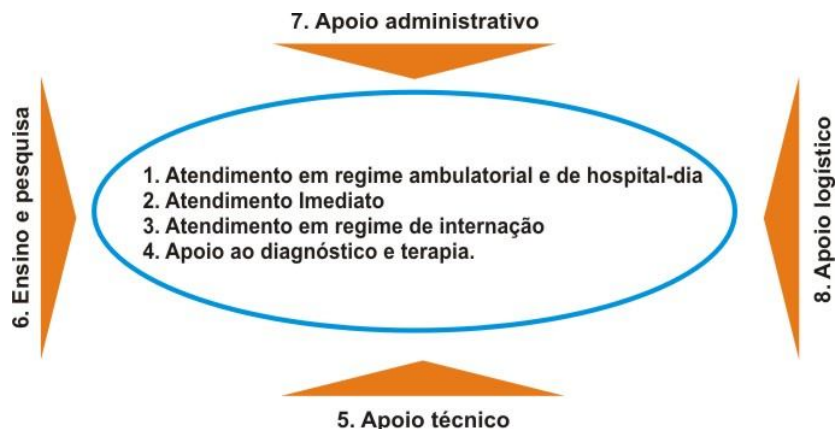 7. Apoio administrativo
6. Ensino e pesquisa
1. Atendimento em regime ambulatorial e de hospital-dia
2. Atendimento Imediato
3. Atendimento em regime de internação
4. Apoio ao diagnóstico e terapia.
8. Apoio logístico
5. Apoio técnico